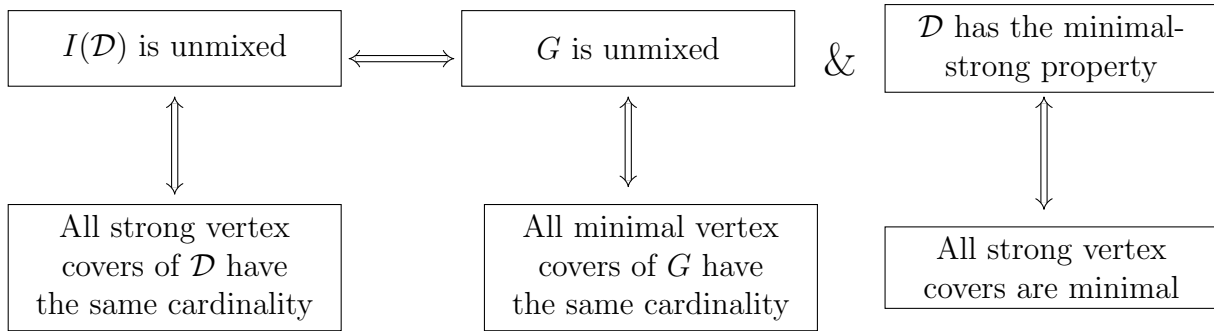 I(𝒟) is unmixed
G is unmixed
&
𝒟 has the minimal-
strong property
All strong vertex
covers of 𝒟 have
the same cardinality
All minimal vertex
covers of G have
the same cardinality
All strong vertex
covers are minimal